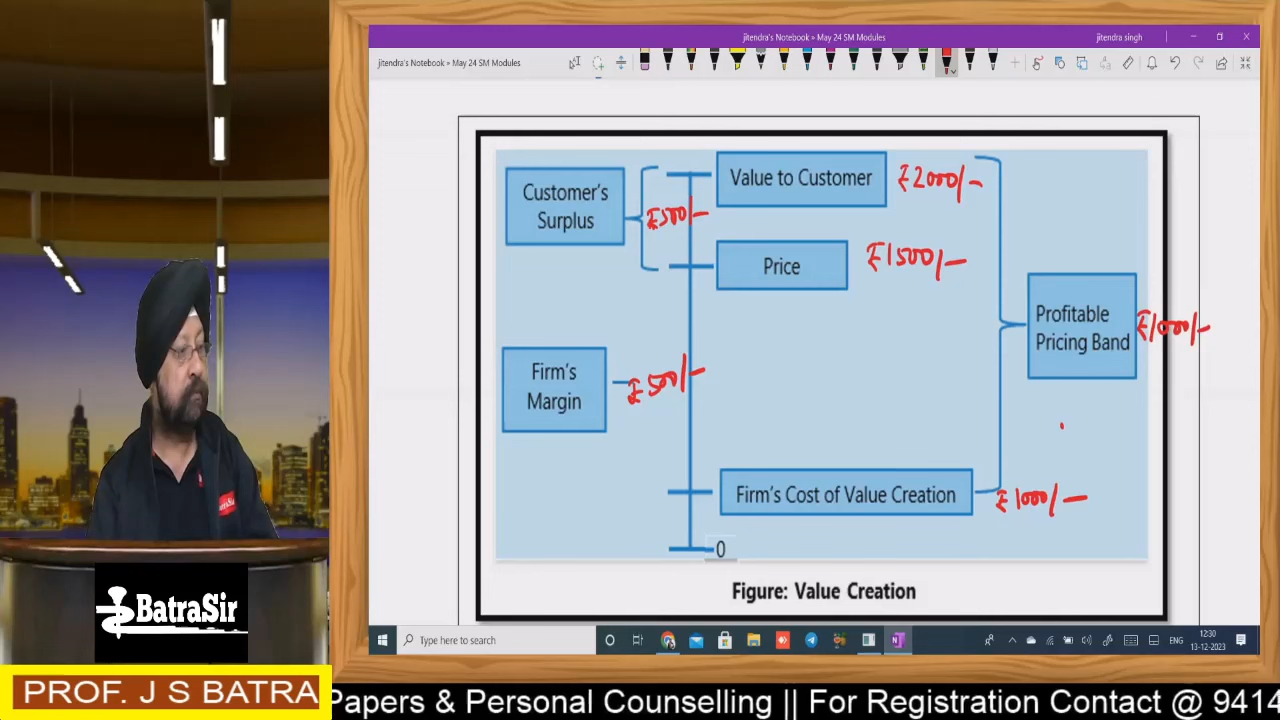 jitendra's Notebook » May 24 SM Modules
jitendra singh
jitendra's Notebook » May 24 SM Modules
Customer's
Surplus
₹500/-
Value to Customer
₹2000/-
Price
₹1500/-
Profitable
Pricing Band
₹1000/-
Firm's
Margin
₹500/-
Firm's Cost of Value Creation
₹1000/-
0
Figure: Value Creation
Type here to search
ENG
12:30
13-12-2023
BatraSir
BatraSir
PROF. J S BATRA
Papers & Personal Counselling || For Registration Contact @ 9414